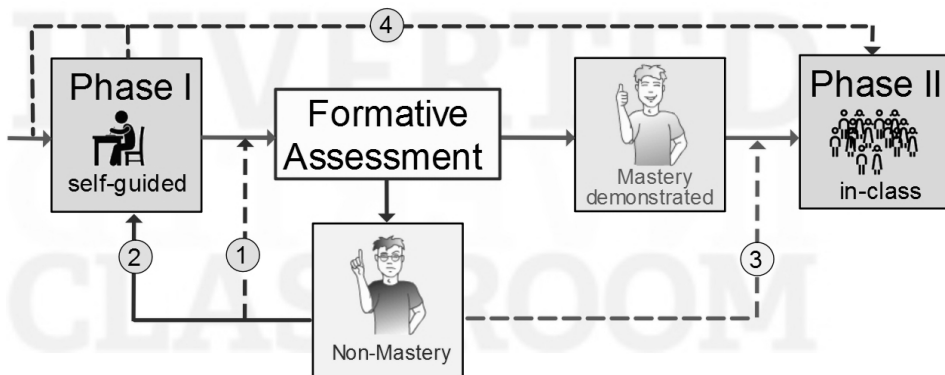 INVERTED
CLASSROOM
4
Phase I
self-guided
Formative
Assessment
Mastery
demonstrated
Phase II
in-class
2
1
3
Non-Mastery